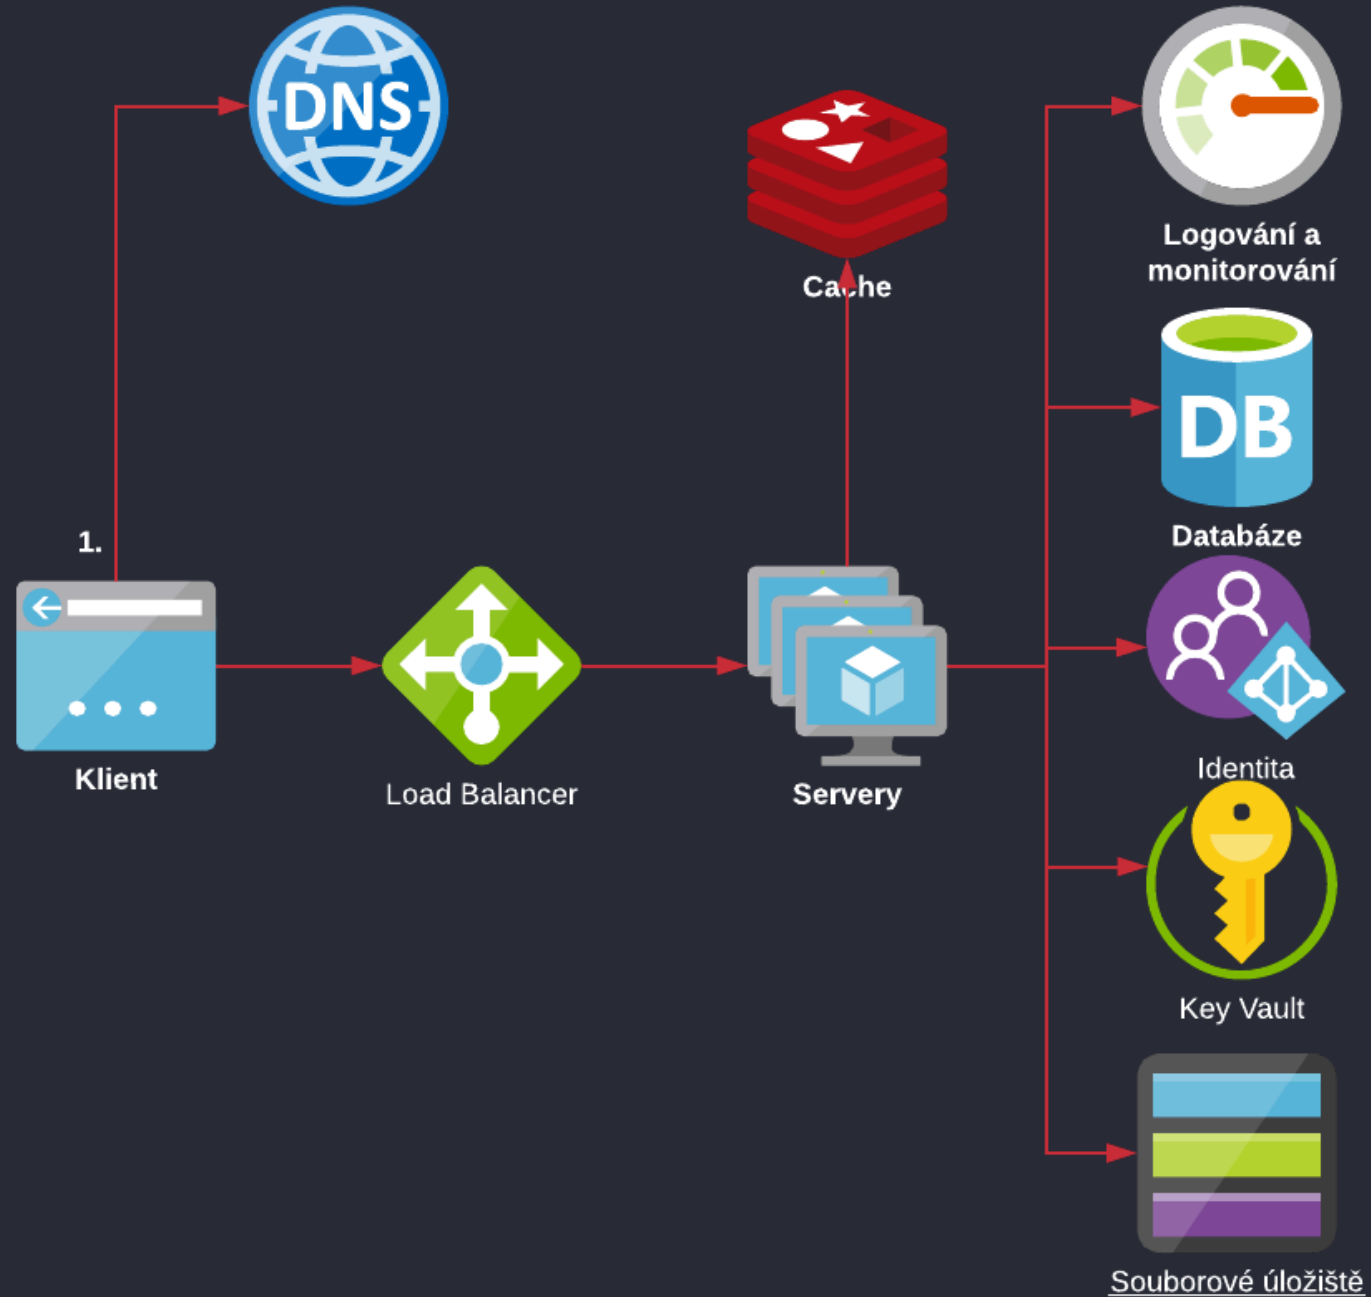 DNS
Cache
Logování a
monitorování
DB
Databáze
1.
Klient
Load Balancer
Servery
Identita
Key Vault
Souborové úložiště